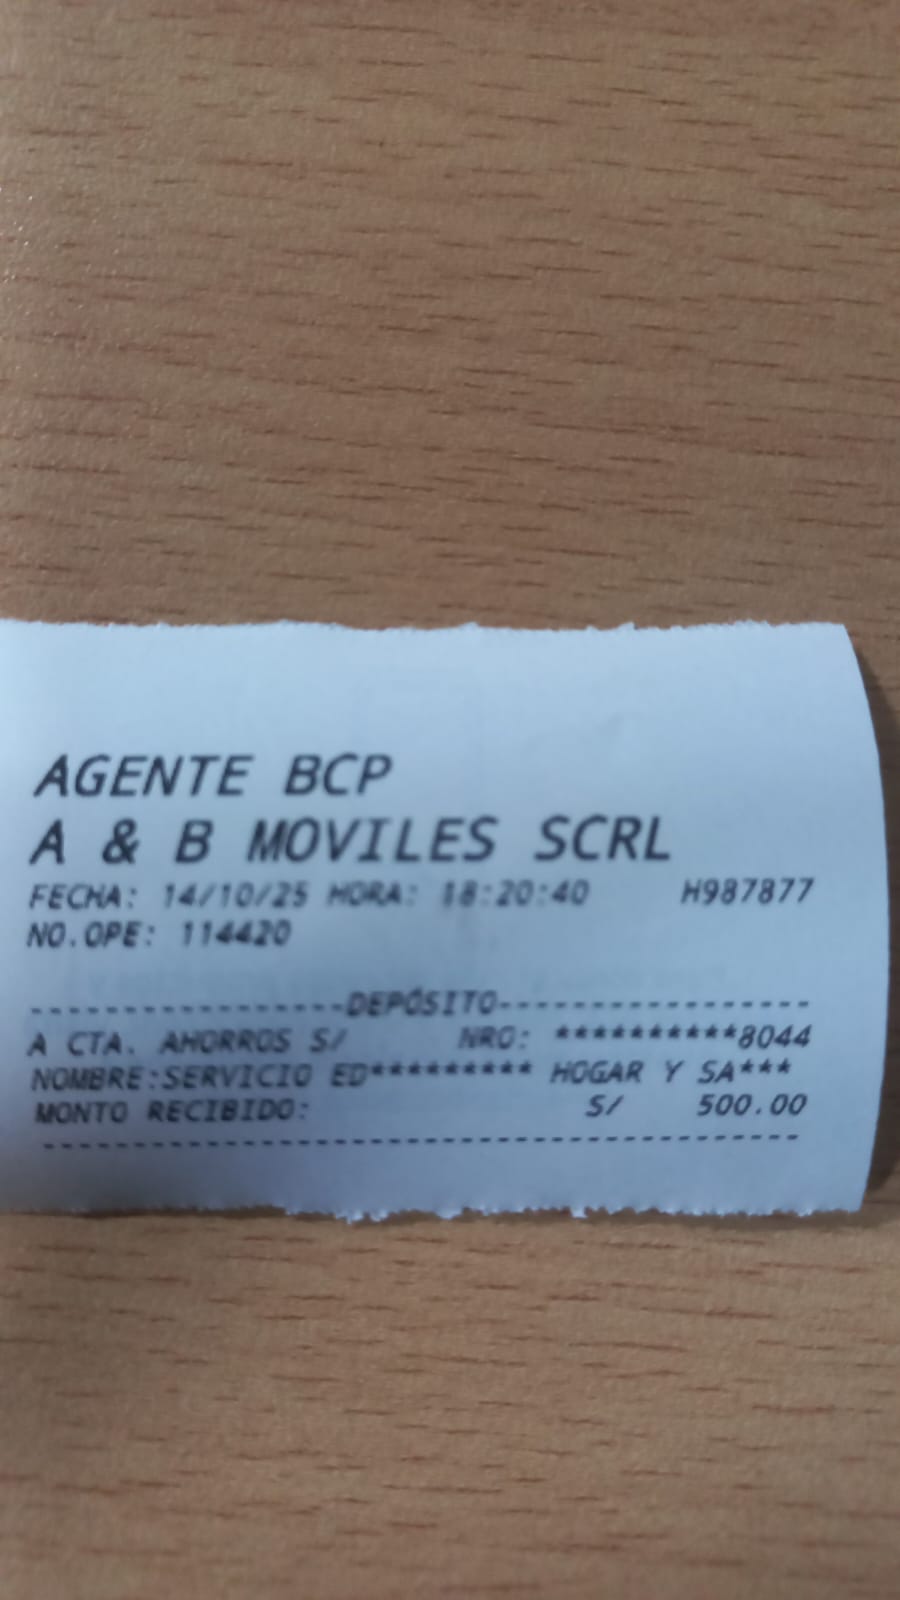 AGENTE BCP
A & B MOVILES SCRL
FECHA: 14/10/25 HORA: 18:20:40 H987877
NO.OPE: 114420
-----------------DEPÓSITO-----------------
A CTA. AHORROS S/ NRO: **********8044
NOMBRE:SERVICIO ED********* HOGAR Y SA***
MONTO RECIBIDO: S/ 500.00
------------------------------------------